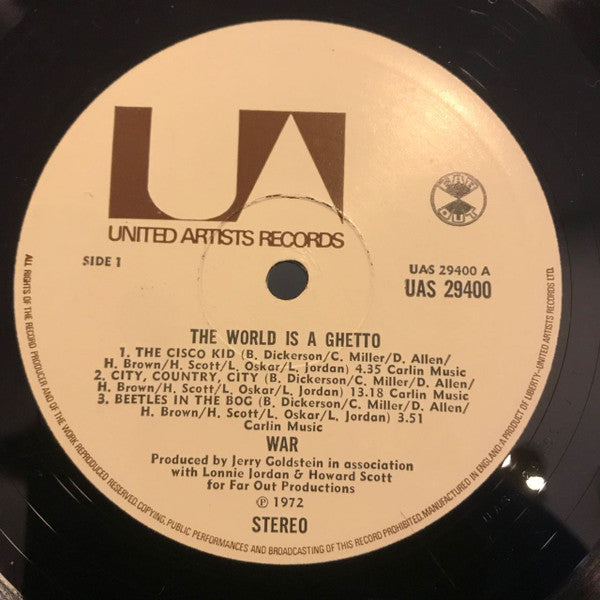 UA
UNITED ARTISTS RECORDS
FAR
OUT
SIDE 1
UAS 29400 A
UAS 29400
THE WORLD IS A GHETTO
1. THE CISCO KID (B. Dickerson/C. Miller/D. Allen/
H. Brown/H. Scott/L. Oskar/L. Jordan) 4.35 Carlin Music
2. CITY, COUNTRY, CITY (B. Dickerson/C. Miller/D. Allen/
H. Brown/H. Scott/L. Oskar/L. Jordan) 13.18 Carlin Music
3. BEETLES IN THE BOG (B. Dickerson/C. Miller/D. Allen/
H. Brown/H. Scott/L. Oskar/L. Jordan) 3.51
Carlin Music
WAR
Produced by Jerry Goldstein in association
with Lonnie Jordan & Howard Scott
for Far Out Productions
℗ 1972
STEREO
ALL RIGHTS OF THE RECORD PRODUCER AND OF THE WORK REPRODUCED RESERVED, COPYING, PUBLIC PERFORMANCES AND BROADCASTING OF THIS RECORD PROHIBITED. MANUFACTURED IN ENGLAND. A PRODUCT OF LIBERTY-UNITED ARTISTS RECORDS LTD.